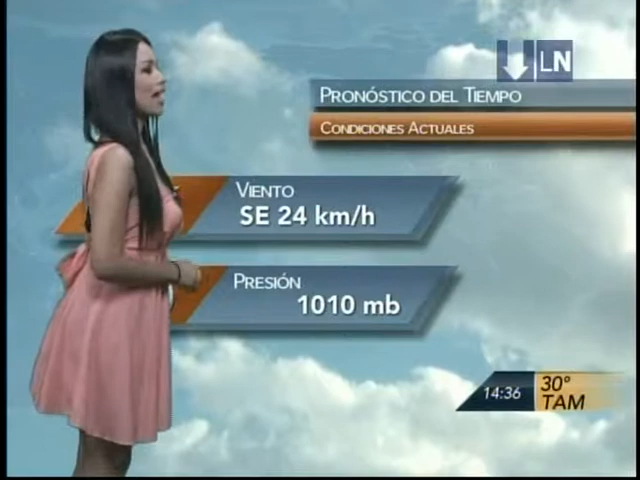 LN
PRONÓSTICO DEL TIEMPO
CONDICIONES ACTUALES
VIENTO
SE 24 km/h
PRESIÓN
1010 mb
14:36
30°
TAM